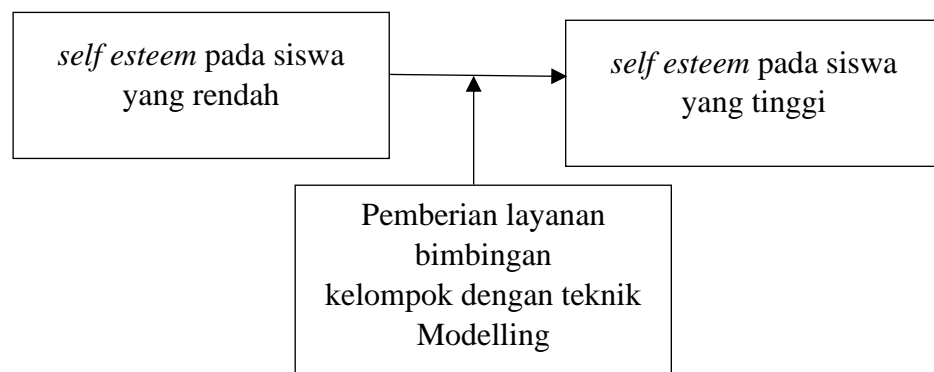 self esteem pada siswa
yang rendah
self esteem pada siswa
yang tinggi
Pemberian layanan
bimbingan
kelompok dengan teknik
Modelling